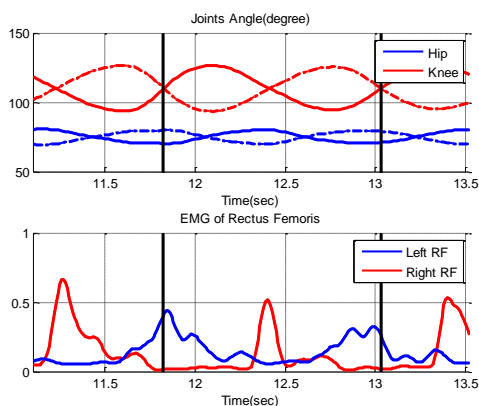 Joints Angle(degree)
150
100
50
Hip
Knee
11.5 12 12.5 13 13.5
Time(sec)
EMG of Rectus Femoris
1
0.5
0
Left RF
Right RF
11.5 12 12.5 13 13.5
Time(sec)